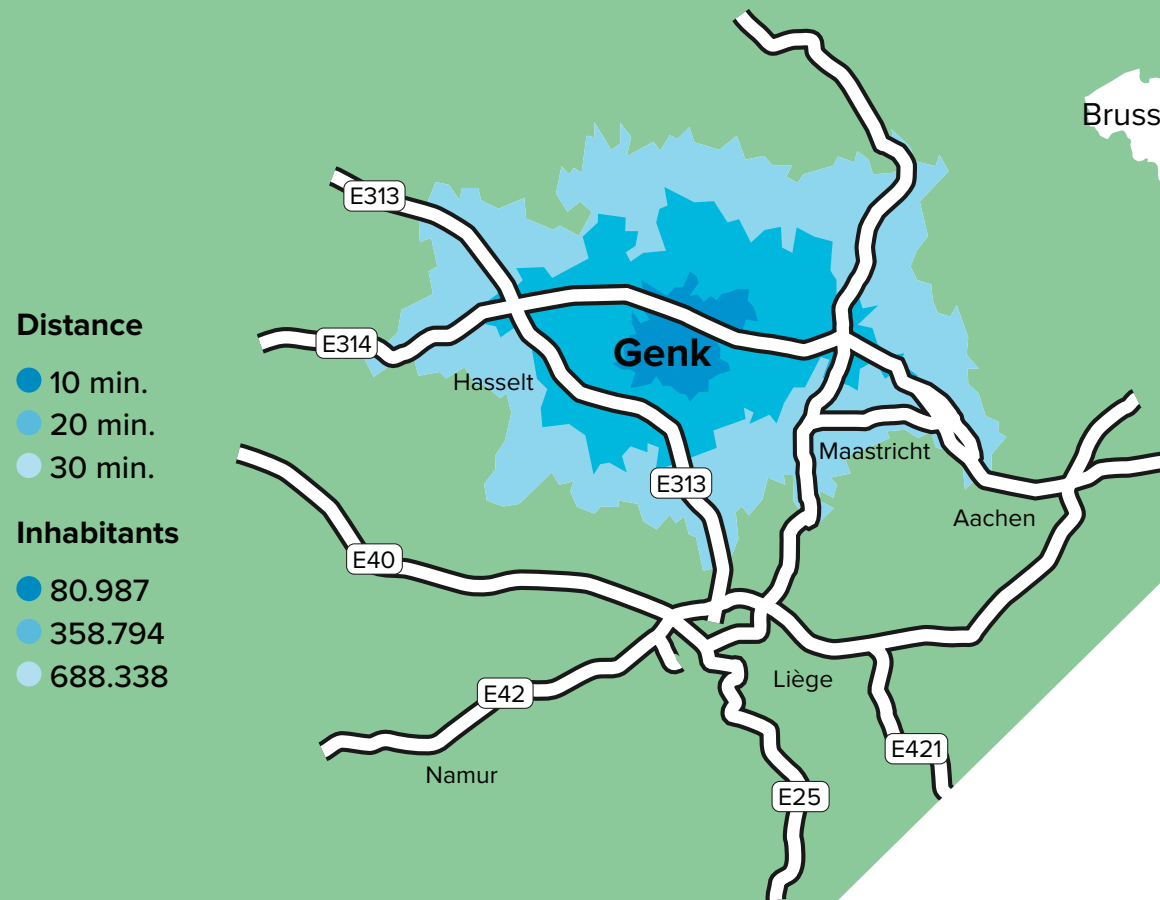 Brussels
E313
E314
Genk
Hasselt
Distance
10 min.
20 min.
30 min.
Maastricht
E313
Aachen
Inhabitants
80.987
358.794
688.338
E40
Liège
E42
E421
Namur
E25